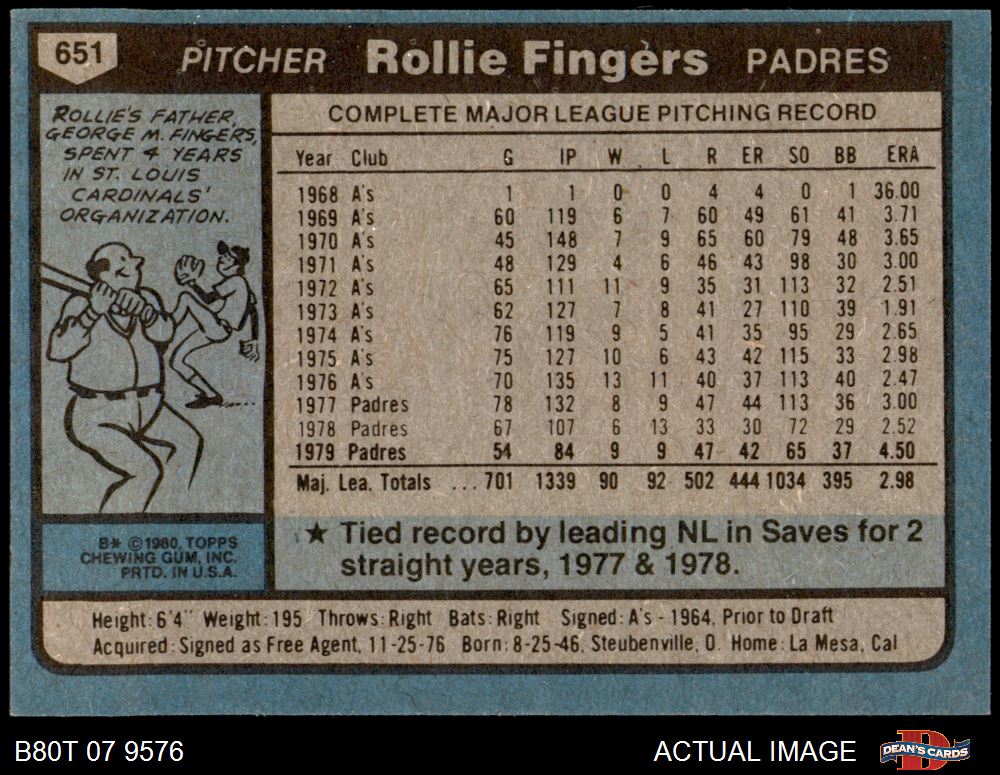 651 PITCHER Rollie Fingers PADRES
ROLLIE'S FATHER,
GEORGE M. FINGERS,
SPENT 4 YEARS
IN ST. LOUIS
CARDINALS'
ORGANIZATION.
COMPLETE MAJOR LEAGUE PITCHING RECORD
Year Club G IP W L R ER SO BB ERA
1968 A's 1 1 0 0 4 4 0 1 36.00
1969 A's 60 119 6 7 60 49 61 41 3.71
1970 A's 45 148 7 9 65 60 79 48 3.65
1971 A's 48 129 4 6 46 43 98 30 3.00
1972 A's 65 111 11 9 35 31 113 32 2.51
1973 A's 62 127 7 8 41 27 110 39 1.91
1974 A's 76 119 9 5 41 35 95 29 2.65
1975 A's 75 127 10 6 43 42 115 33 2.98
1976 A's 70 135 13 11 40 37 113 40 2.47
1977 Padres 78 132 8 9 47 44 113 36 3.00
1978 Padres 67 107 6 13 33 30 72 29 2.52
1979 Padres 54 84 9 9 47 42 65 37 4.50
Maj. Lea. Totals ... 701 1339 90 92 502 444 1034 395 2.98
★ Tied record by leading NL in Saves for 2
straight years, 1977 & 1978.
B* © 1980, TOPPS
CHEWING GUM, INC.
PRTD. IN U.S.A.
Height: 6'4" Weight: 195 Throws: Right Bats: Right Signed: A's - 1964, Prior to Draft
Acquired: Signed as Free Agent, 11-25-76 Born: 8-25-46, Steubenville, O. Home: La Mesa, Cal
B80T 07 9576 ACTUAL IMAGE DEAN'S CARDS